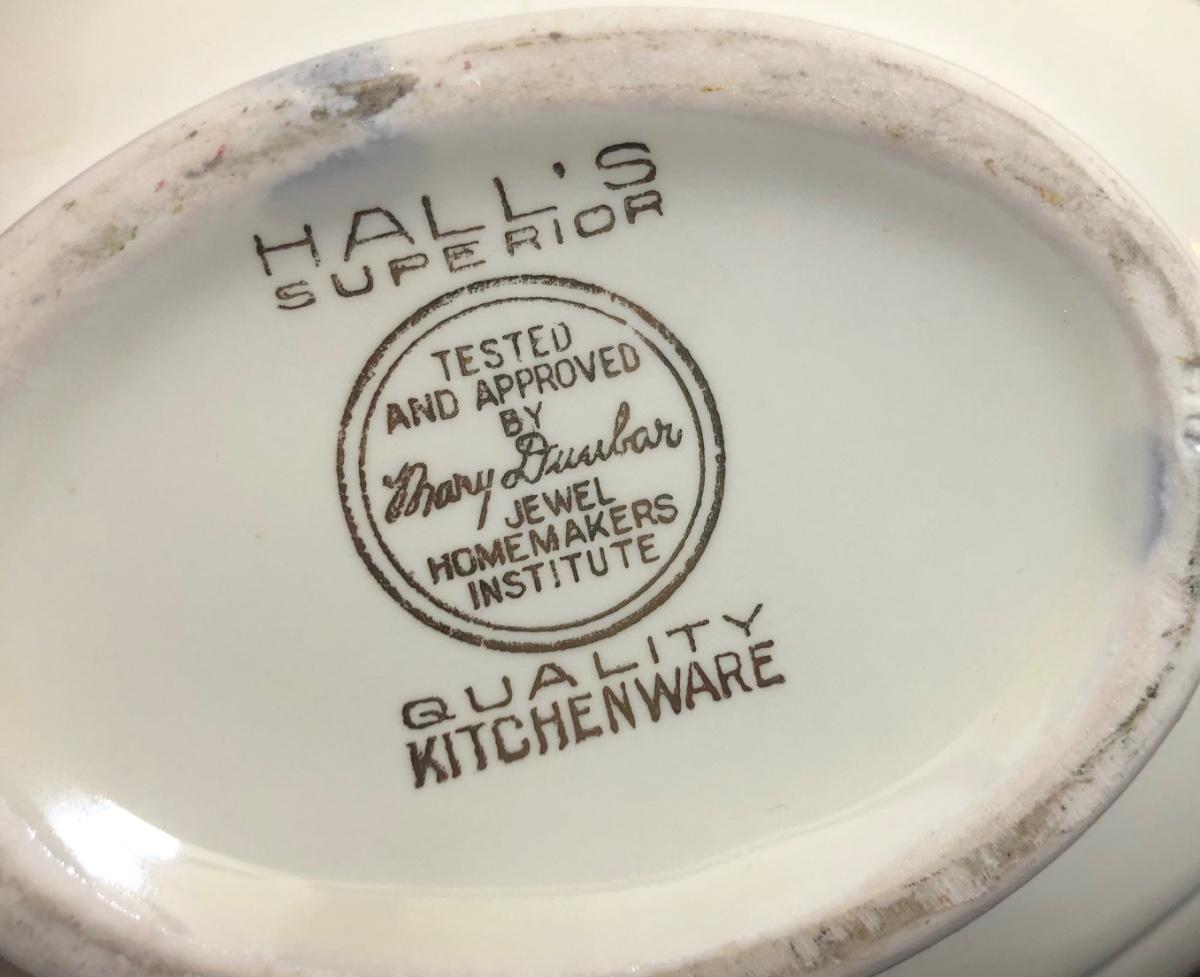 HALL'S
SUPERIOR
TESTED
AND APPROVED
BY
Mary Dunbar
JEWEL
HOMEMAKERS
INSTITUTE
QUALITY
KITCHENWARE